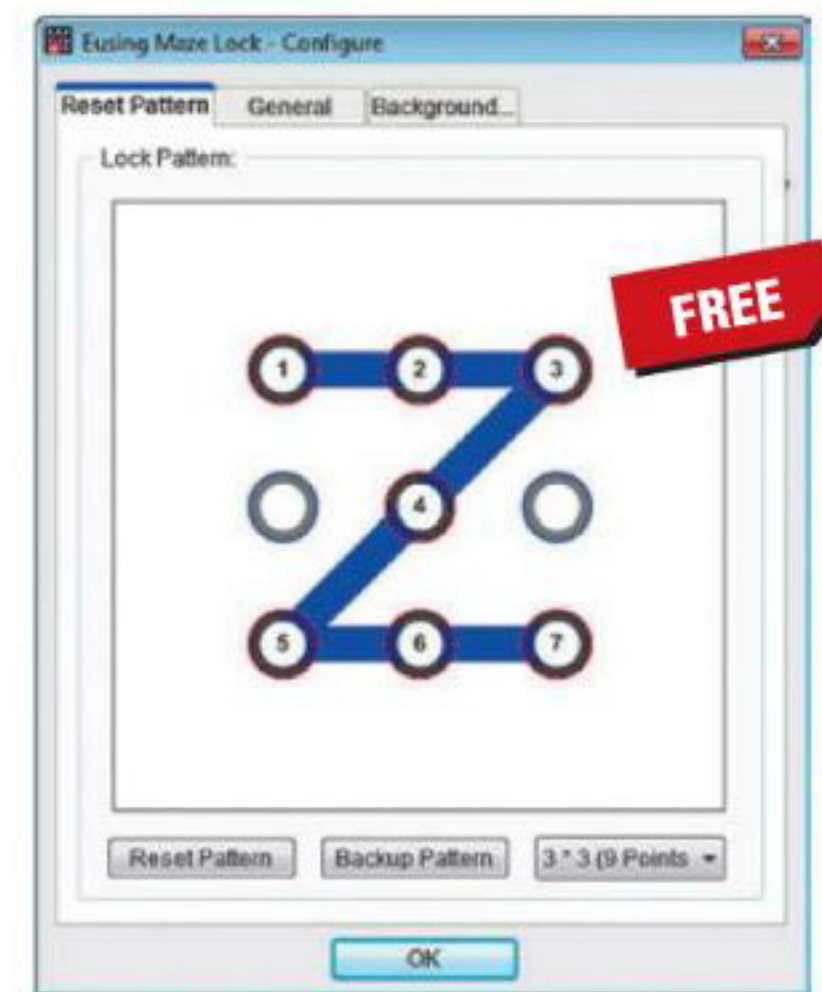 Eusing Maze Lock - Configure
Reset Pattern General Background...
Lock Pattern:
FREE
1 2 3
4
5 6 7
Reset Pattern Backup Pattern 3 * 3 (9 Points
OK